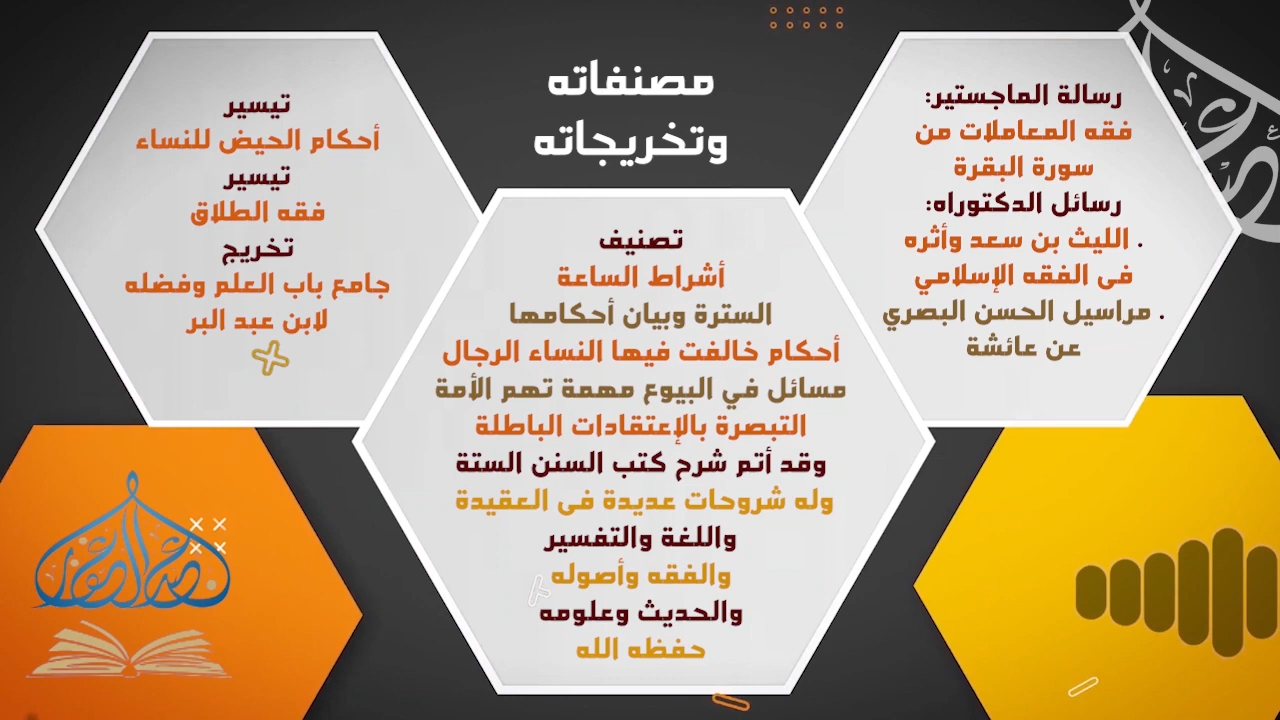 مصنفاته
وتخريجاته
رسالة الماجستير:
فقه المعاملات من
سورة البقرة
رسائل الدكتوراه:
. الليث بن سعد وأثره
فى الفقه الإسلامي
. مراسيل الحسن البصري
عن عائشة
تصنيف
أشراط الساعة
السترة وبيان أحكامها
أحكام خالفت فيها النساء الرجال
مسائل في البيوع مهمة تهم الأمة
التبصرة بالإعتقادات الباطلة
وقد أتم شرح كتب السنن الستة
وله شروحات عديدة فى العقيدة
واللغة والتفسير
والفقه وأصوله
والحديث وعلومه
حفظه الله
تيسير
أحكام الحيض للنساء
تيسير
فقه الطلاق
تخريج
جامع باب العلم وفضله
لابن عبد البر